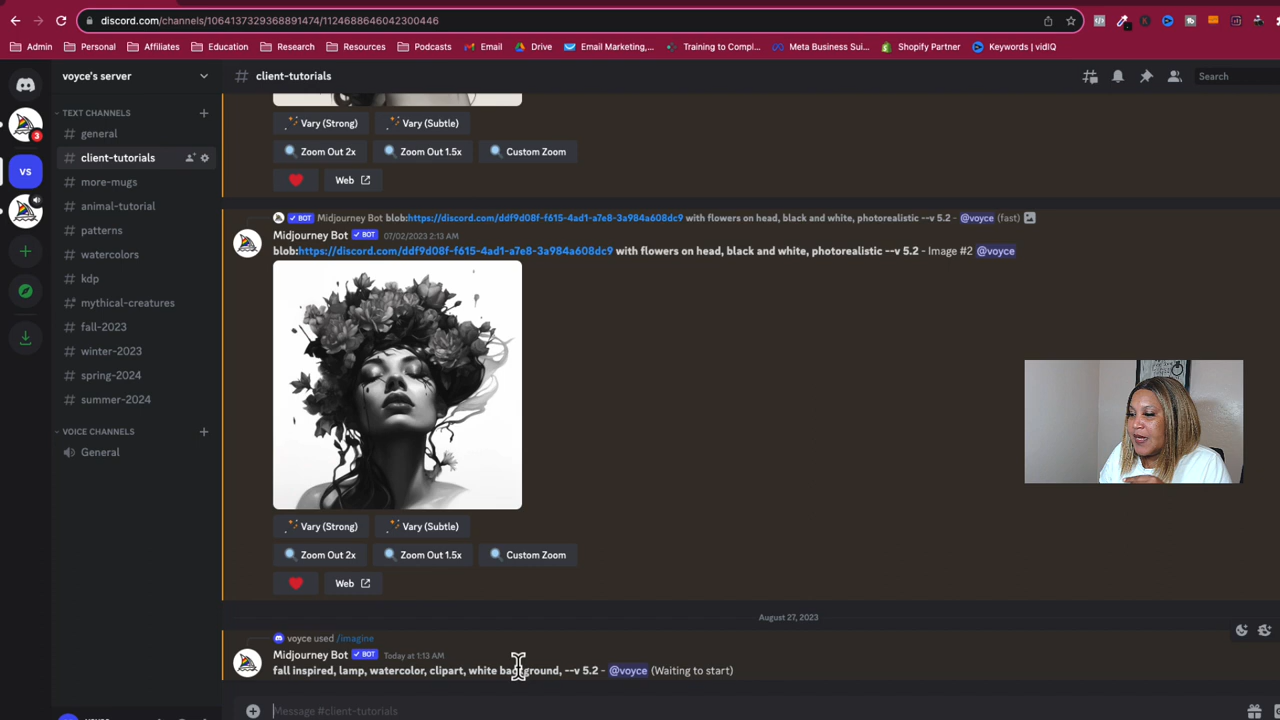 discord.com/channels/1064137329368891474/1124688646042300446
Admin Personal Affiliates Education Research Resources Podcasts Email Drive Email Marketing,... Training to Compl... Meta Business Sui... Shopify Partner Keywords | vidIQ
voyce's server
# client-tutorials
Search
TEXT CHANNELS
general
client-tutorials
more-mugs
animal-tutorial
patterns
watercolors
kdp
mythical-creatures
fall-2023
winter-2023
spring-2024
summer-2024
VOICE CHANNELS
General
3
VS
Vary (Strong) Vary (Subtle)
Zoom Out 2x Zoom Out 1.5x Custom Zoom
Web
BOT Midjourney Bot blob:https://discord.com/ddf9d08f-f615-4ad1-a7e8-3a984a608dc9 with flowers on head, black and white, photorealistic --v 5.2 - @voyce (fast)
Midjourney Bot BOT 07/02/2023 2:13 AM
blob:https://discord.com/ddf9d08f-f615-4ad1-a7e8-3a984a608dc9 with flowers on head, black and white, photorealistic --v 5.2 - Image #2 @voyce
Vary (Strong) Vary (Subtle)
Zoom Out 2x Zoom Out 1.5x Custom Zoom
Web
August 27, 2023
voyce used /imagine
Midjourney Bot BOT Today at 1:13 AM
fall inspired, lamp, watercolor, clipart, white background, --v 5.2 - @voyce (Waiting to start)
Message #client-tutorials